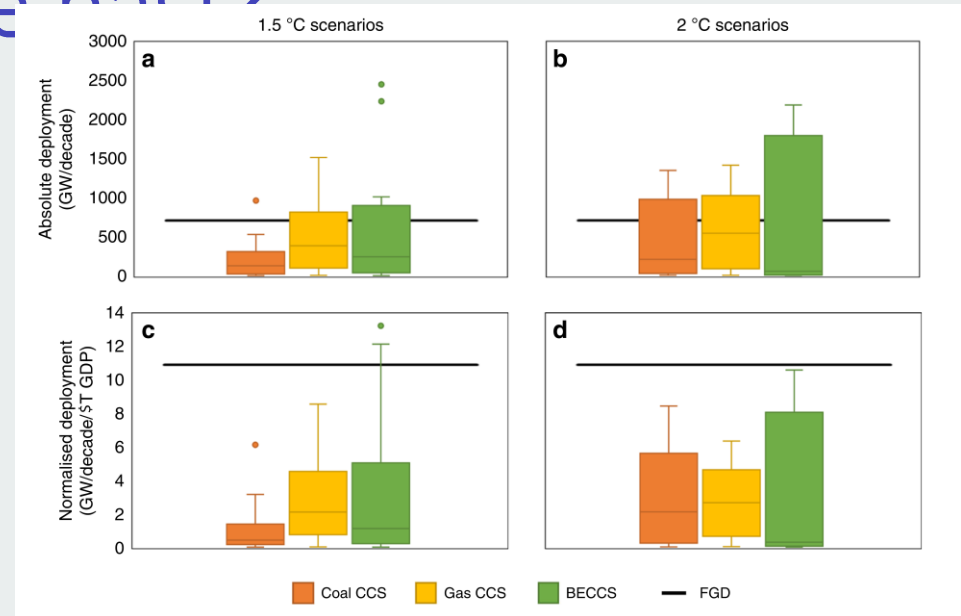 1.5 °C scenarios
2 °C scenarios
Absolute deployment
(GW/decade)
3000
2500
2000
1500
1000
500
0
a
b
Normalised deployment
(GW/decade/$T GDP)
14
12
10
8
6
4
2
0
c
d
Coal CCS
Gas CCS
BECCS
FGD